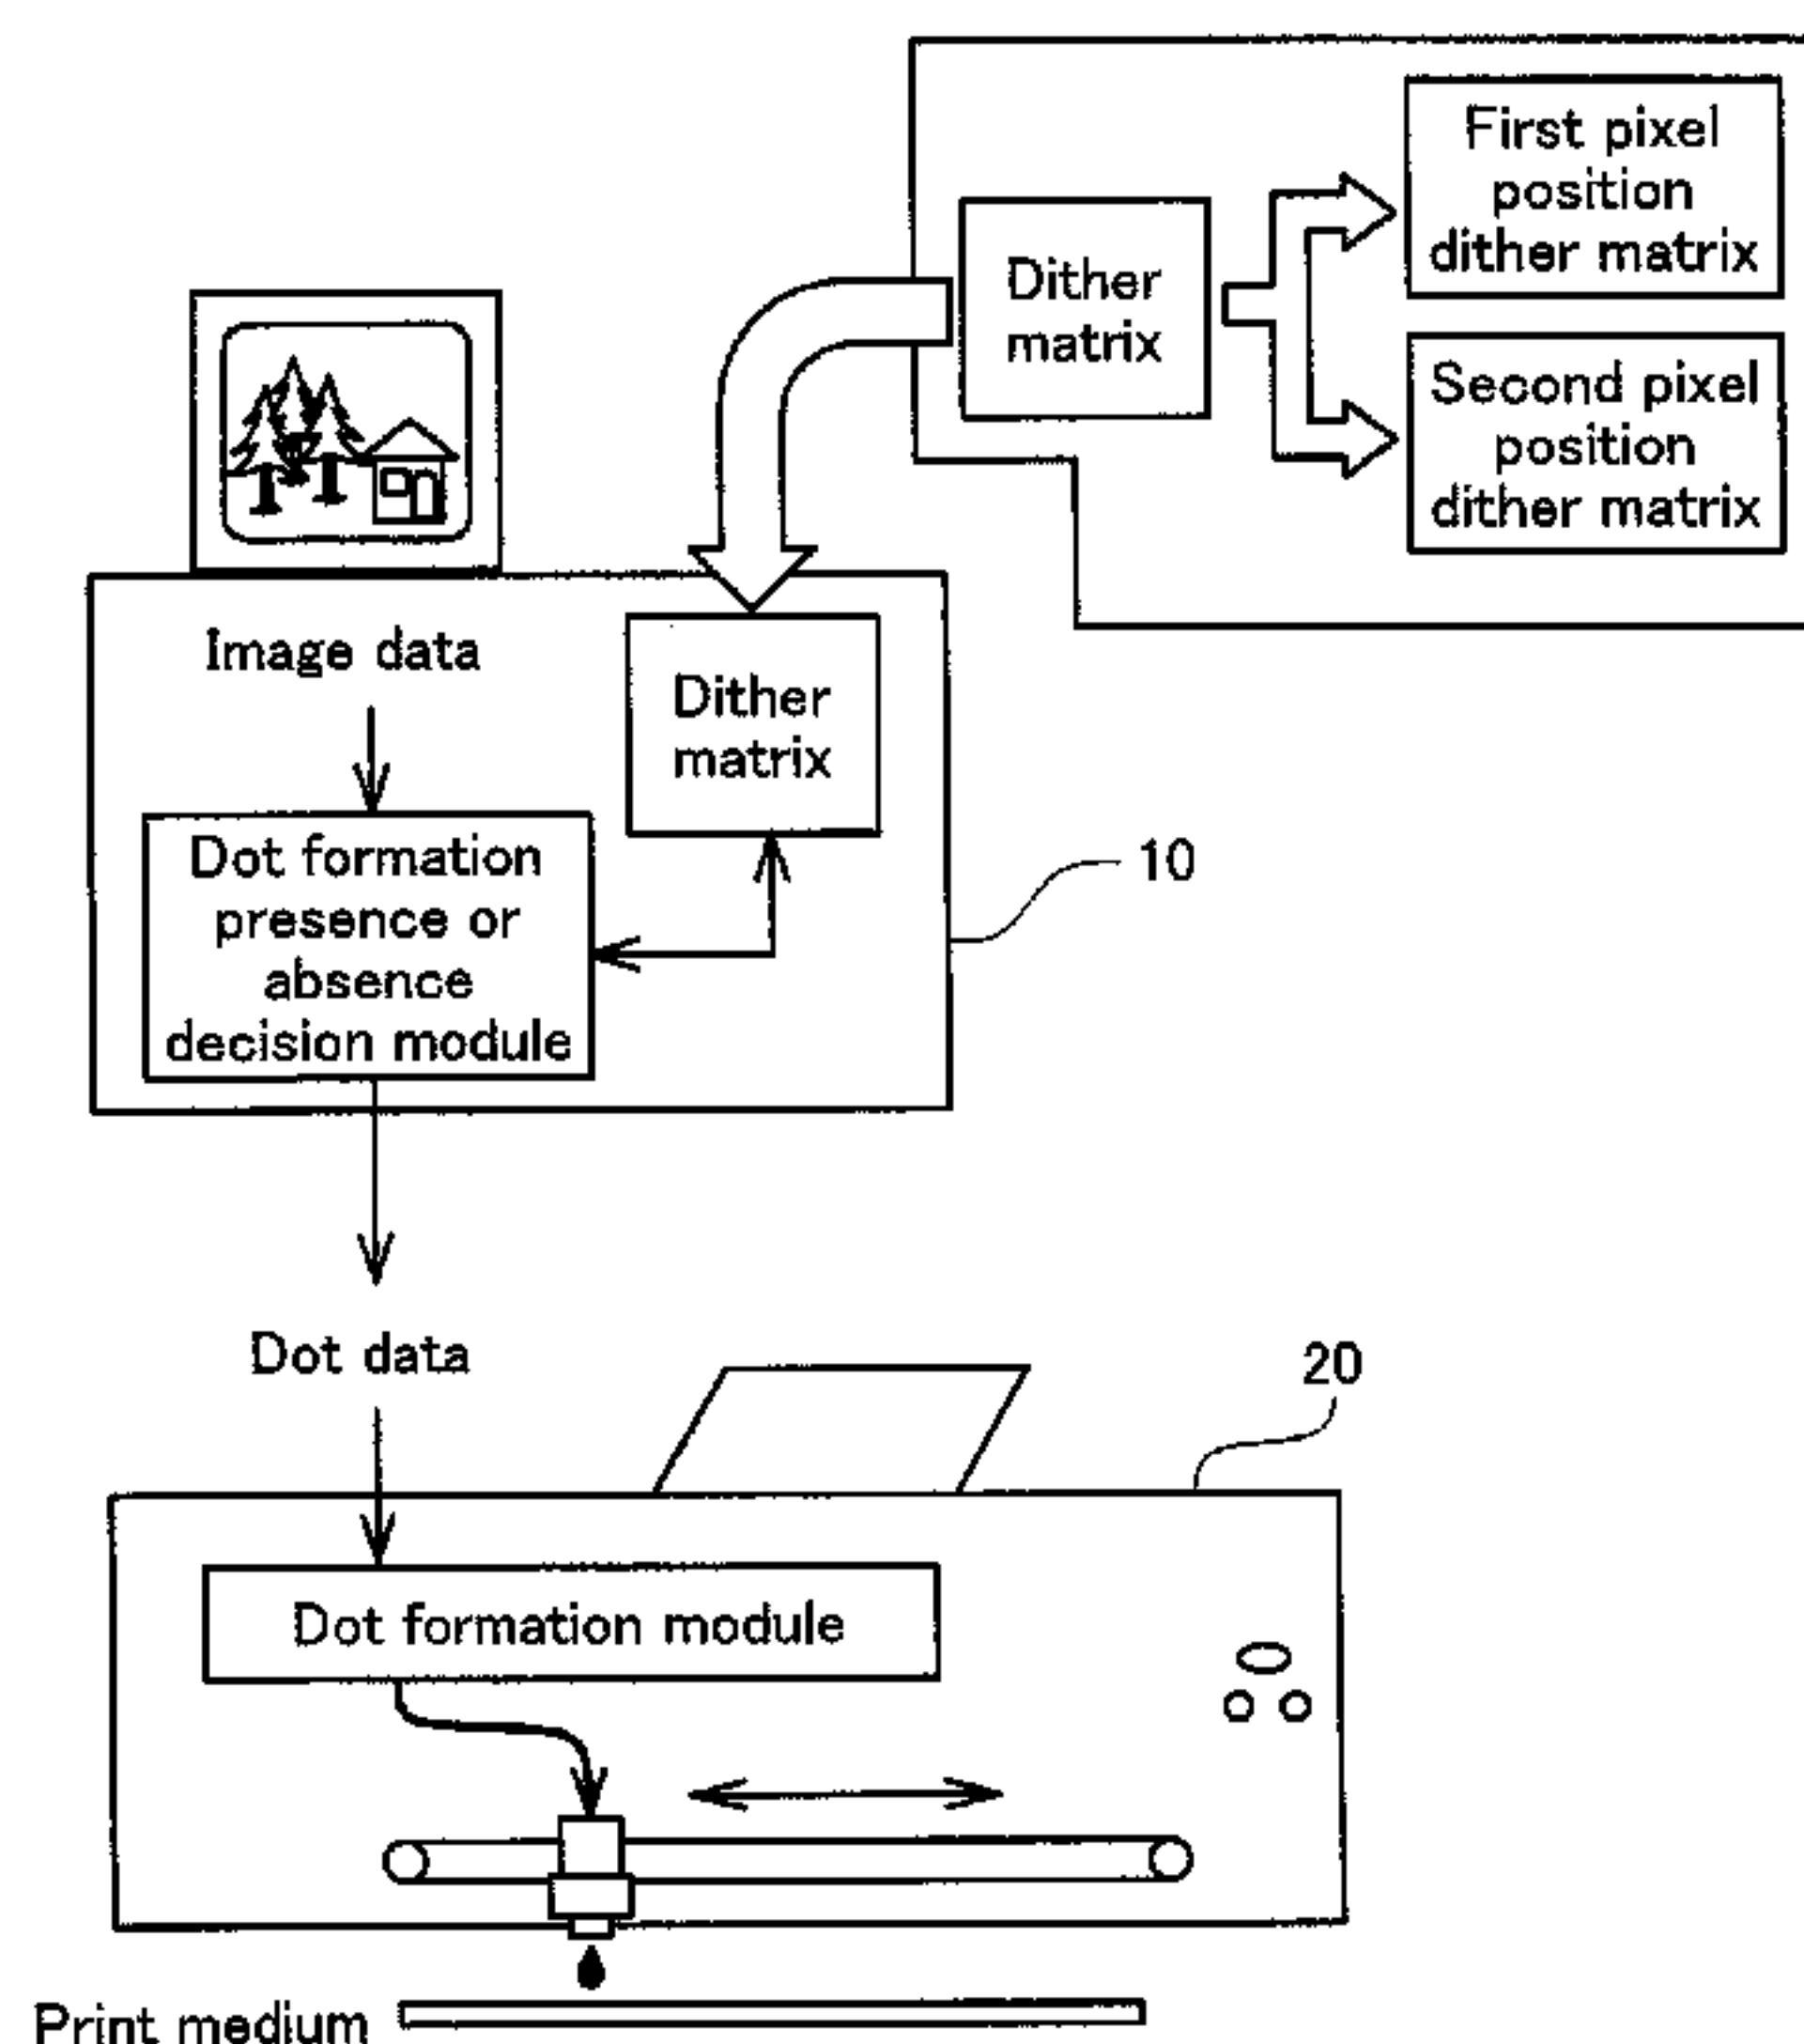 First pixel
position
dither matrix
Dither
matrix
Second pixel
position
dither matrix
Image data
Dither
matrix
Dot formation
presence or
absence
decision module
10
Dot data
20
Dot formation module
Print medium